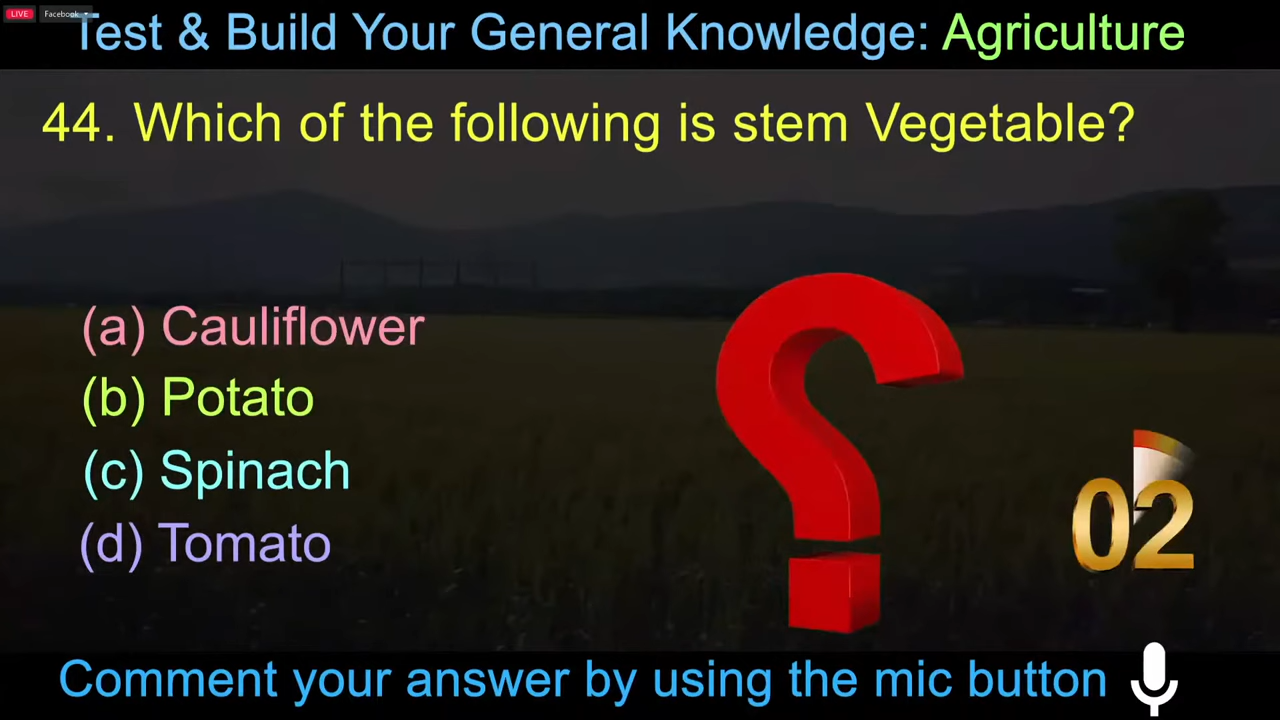 LIVE Facebook
Test & Build Your General Knowledge: Agriculture
44. Which of the following is stem Vegetable?
(a) Cauliflower
(b) Potato
(c) Spinach
(d) Tomato
02
Comment your answer by using the mic button